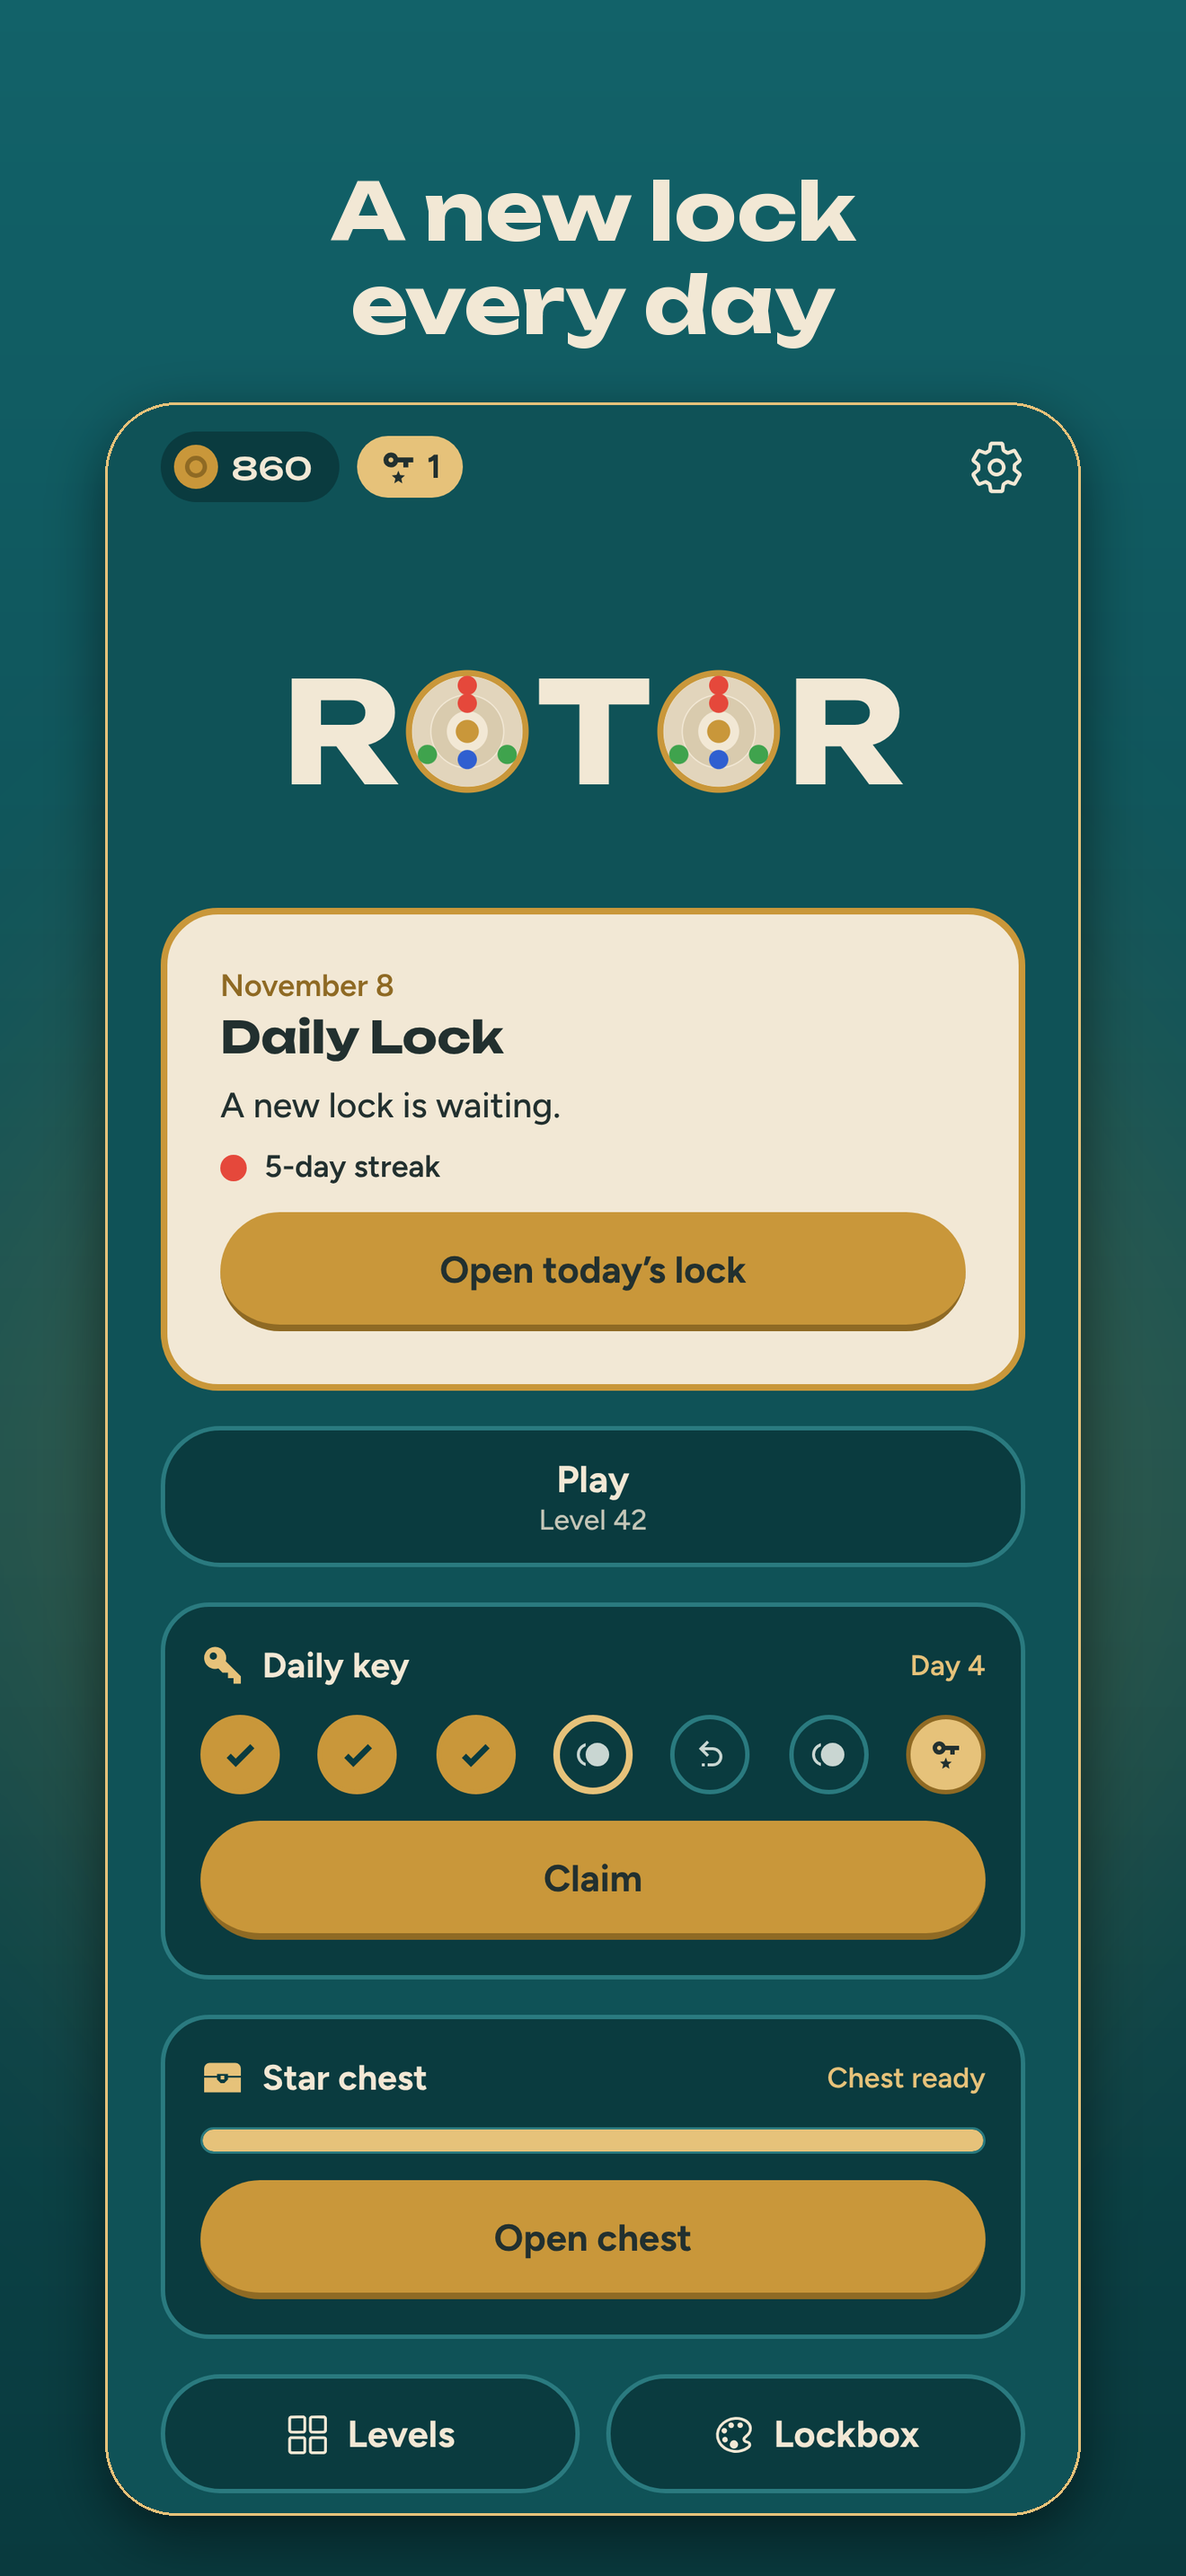 A new lock
every day
860
1
ROTOR
November 8
Daily Lock
A new lock is waiting.
5-day streak
Open today’s lock
Play
Level 42
Daily key
Day 4
Claim
Star chest
Chest ready
Open chest
Levels
Lockbox